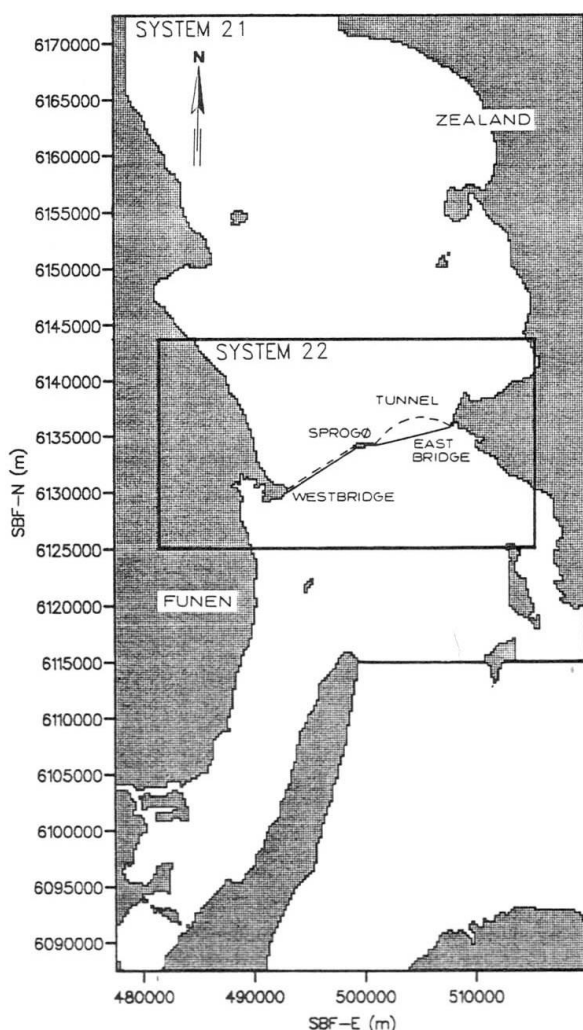 SYSTEM 21
N
ZEALAND
SYSTEM 22
TUNNEL
SPROGØ
EAST
BRIDGE
WESTBRIDGE
FUNEN
6170000
6165000
6160000
6155000
6150000
6145000
6140000
6135000
6130000
6125000
6120000
6115000
6110000
6105000
6100000
6095000
6090000
SBF-N (m)
480000 490000 500000 510000
SBF-E (m)